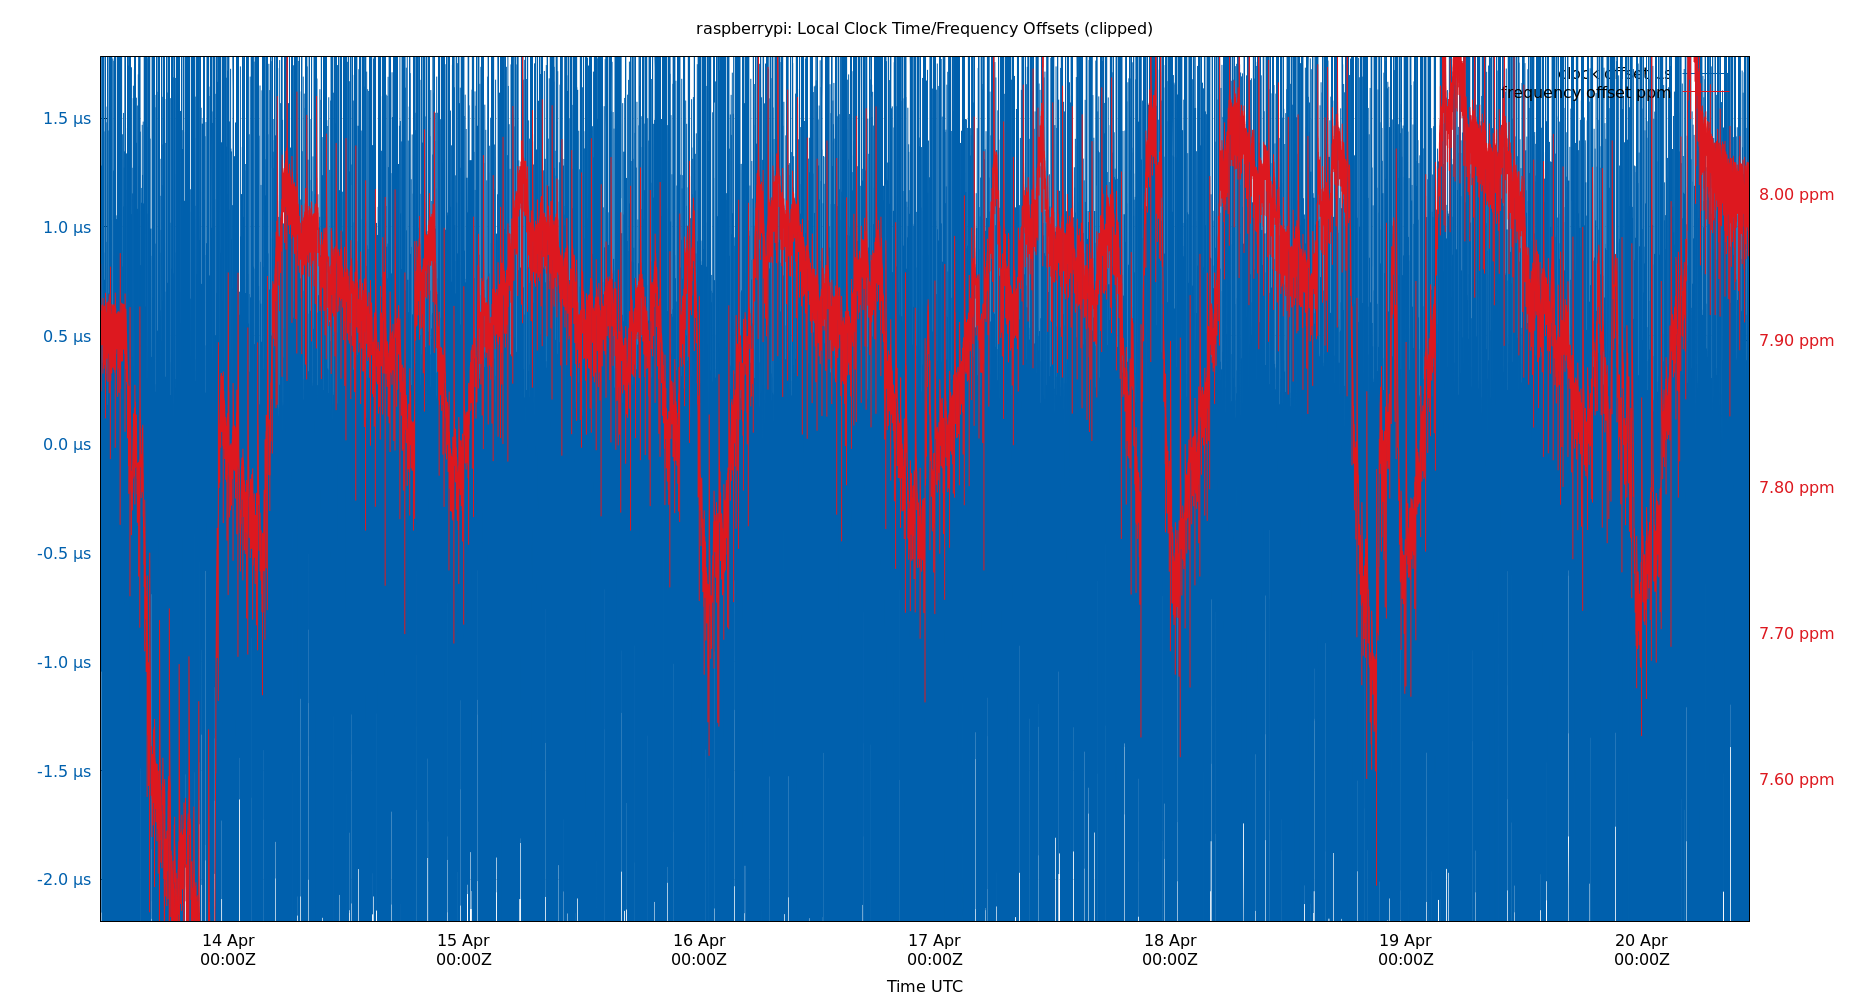 raspberrypi: Local Clock Time/Frequency Offsets (clipped)
clock offset µs
frequency offset ppm
1.5 µs
1.0 µs
0.5 µs
0.0 µs
-0.5 µs
-1.0 µs
-1.5 µs
-2.0 µs
8.00 ppm
7.90 ppm
7.80 ppm
7.70 ppm
7.60 ppm
14 Apr 15 Apr 16 Apr 17 Apr 18 Apr 19 Apr 20 Apr
00:00Z 00:00Z 00:00Z 00:00Z 00:00Z 00:00Z 00:00Z
Time UTC